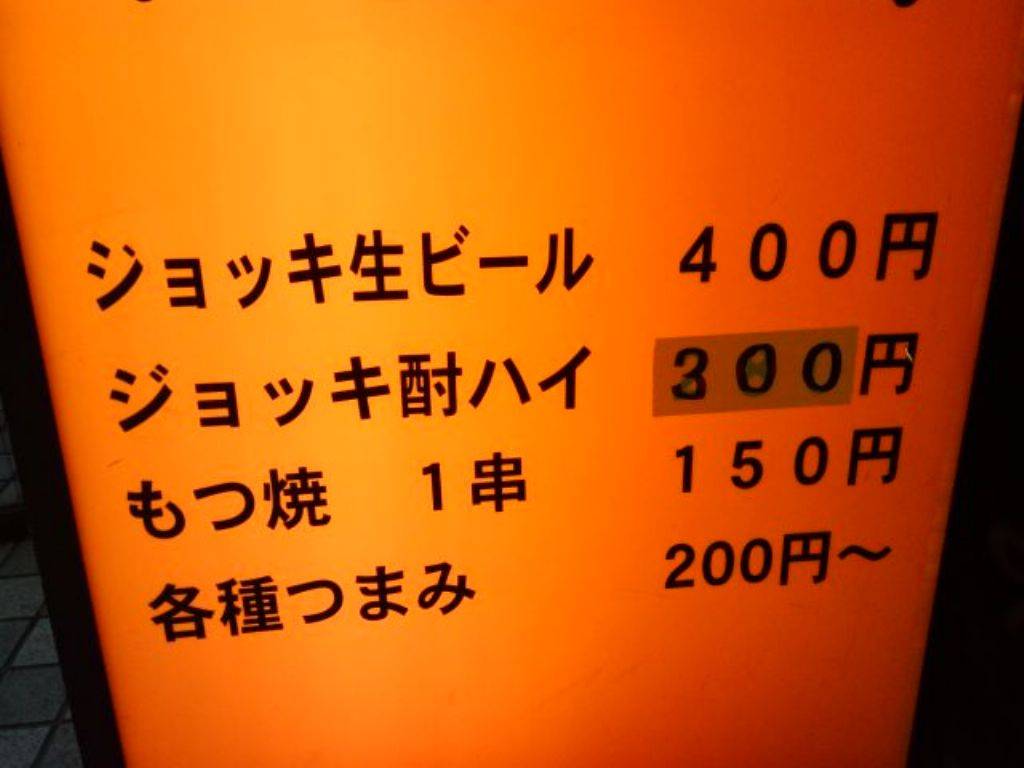 ジョッキ生ビール 400円
ジョッキ酎ハイ 300円
もつ焼 1串 150円
各種つまみ 200円～